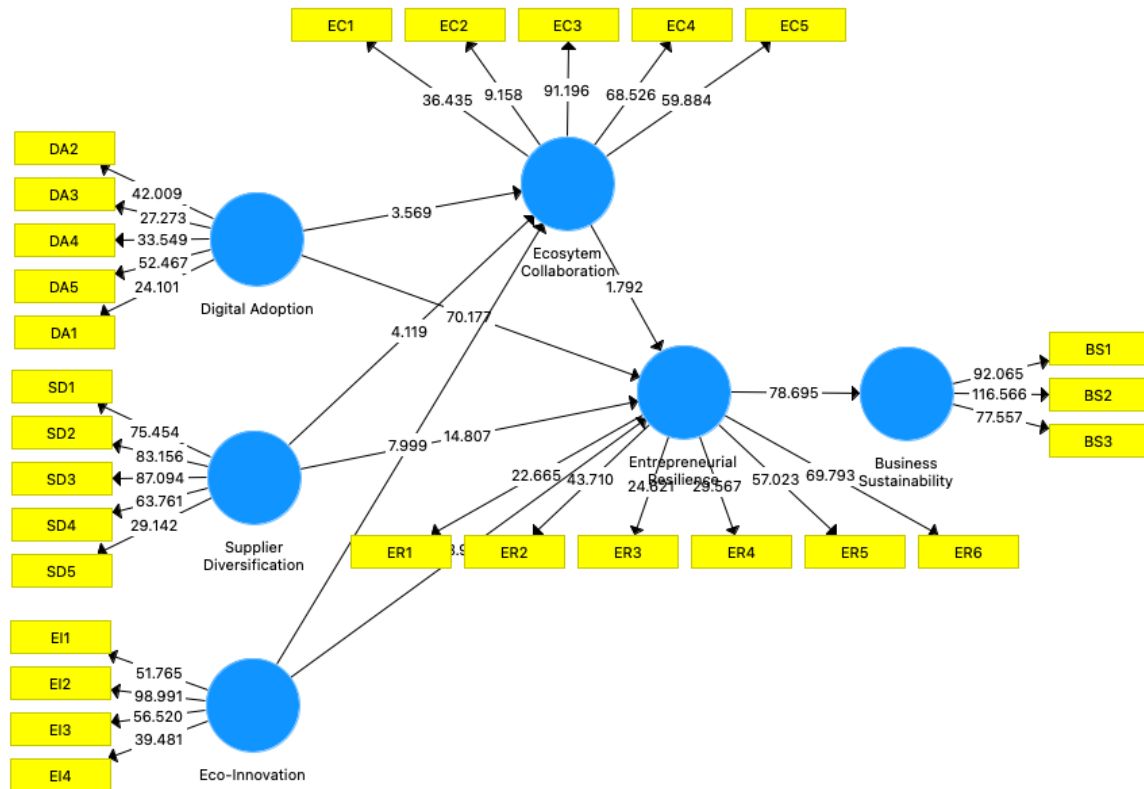 EC1
EC2
EC3
EC4
EC5
36.435
9.158
91.196
68.526
59.884
DA2
DA3
DA4
DA5
DA1
42.009
27.273
33.549
52.467
24.101
Digital Adoption
3.569
Ecosytem
Collaboration
1.792
4.119
70.177
SD1
SD2
SD3
SD4
SD5
75.454
83.156
87.094
63.761
29.142
Supplier
Diversification
7.999
14.807
Entrepreneurial
Resilience
78.695
Business
Sustainability
92.065
116.566
77.557
BS1
BS2
BS3
22.665
43.710
24.821
29.567
57.023
69.793
ER1
ER2
ER3
ER4
ER5
ER6
EI1
EI2
EI3
EI4
51.765
98.991
56.520
39.481
Eco-Innovation